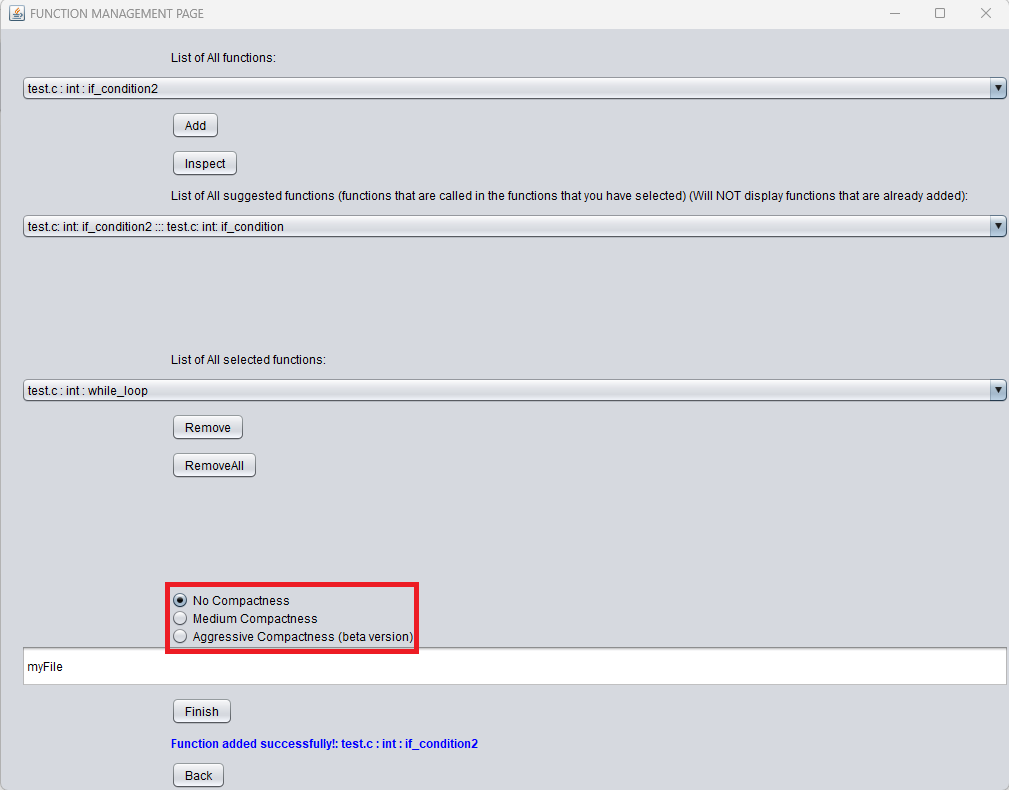 FUNCTION MANAGEMENT PAGE
List of All functions:
test.c : int : if_condition2
Add
Inspect
List of All suggested functions (functions that are called in the functions that you have selected) (Will NOT display functions that are already added):
test.c: int: if_condition2 ::: test.c: int: if_condition
List of All selected functions:
test.c : int : while_loop
Remove
RemoveAll
No Compactness
Medium Compactness
Aggressive Compactness (beta version)
myFile
Finish
Function added successfully!: test.c : int : if_condition2
Back